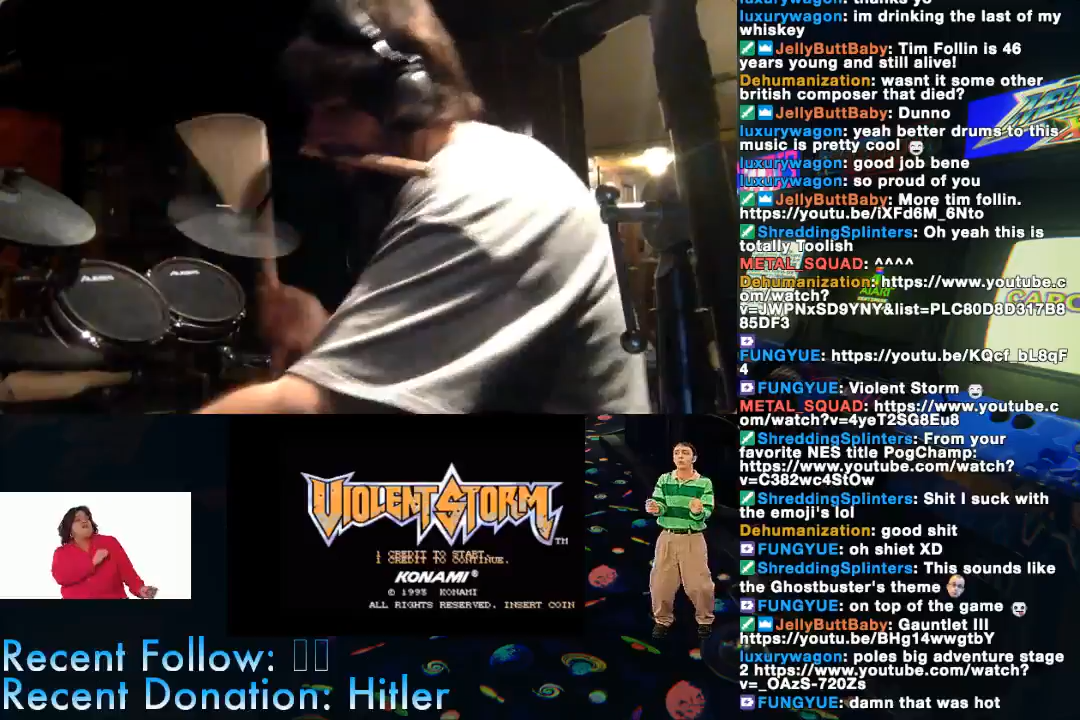 luxurywagon: im drinking the last of my
whiskey
JellyButtBaby: Tim Follin is 46
years young and still alive!
Dehumanization: wasnt it some other
british composer that died?
JellyButtBaby: Dunno
luxurywagon: yeah better drums to this
music is pretty cool
luxurywagon: good job bene
luxurywagon: so proud of you
JellyButtBaby: More tim follin.
https://youtu.be/iXFd6M_6Nto
ShreddingSplinters: Oh yeah this is
totally Toolish
METAL_SQUAD: ^^^^
Dehumanization: https://www.youtube.c
om/watch?
v=JWPNxSD9YNY&list=PLC80D8D317B8
85DF3
FUNGYUE: https://youtu.be/KQcf_bL8qF
4
FUNGYUE: Violent Storm
METAL_SQUAD: https://www.youtube.c
om/watch?v=4yeT2SG8Eu8
ShreddingSplinters: From your
favorite NES title PogChamp:
https://www.youtube.com/watch?
v=C382wc4StOw
ShreddingSplinters: Shit I suck with
the emoji's lol
Dehumanization: good shit
FUNGYUE: oh shiet XD
ShreddingSplinters: This sounds like
the Ghostbuster's theme
FUNGYUE: on top of the game
JellyButtBaby: Gauntlet III
https://youtu.be/BHg14wwgtbY
luxurywagon: poles big adventure stage
2 https://www.youtube.com/watch?
v=_OAzS-720Zs
FUNGYUE: damn that was hot
ALESIS
ALESIS
VIOLENT STORM™
1 CREDIT TO START.
1 CREDIT TO CONTINUE.
KONAMI®
© 1993 KONAMI
ALL RIGHTS RESERVED. INSERT COIN
Recent Follow:
Recent Donation: Hitler
ATARI